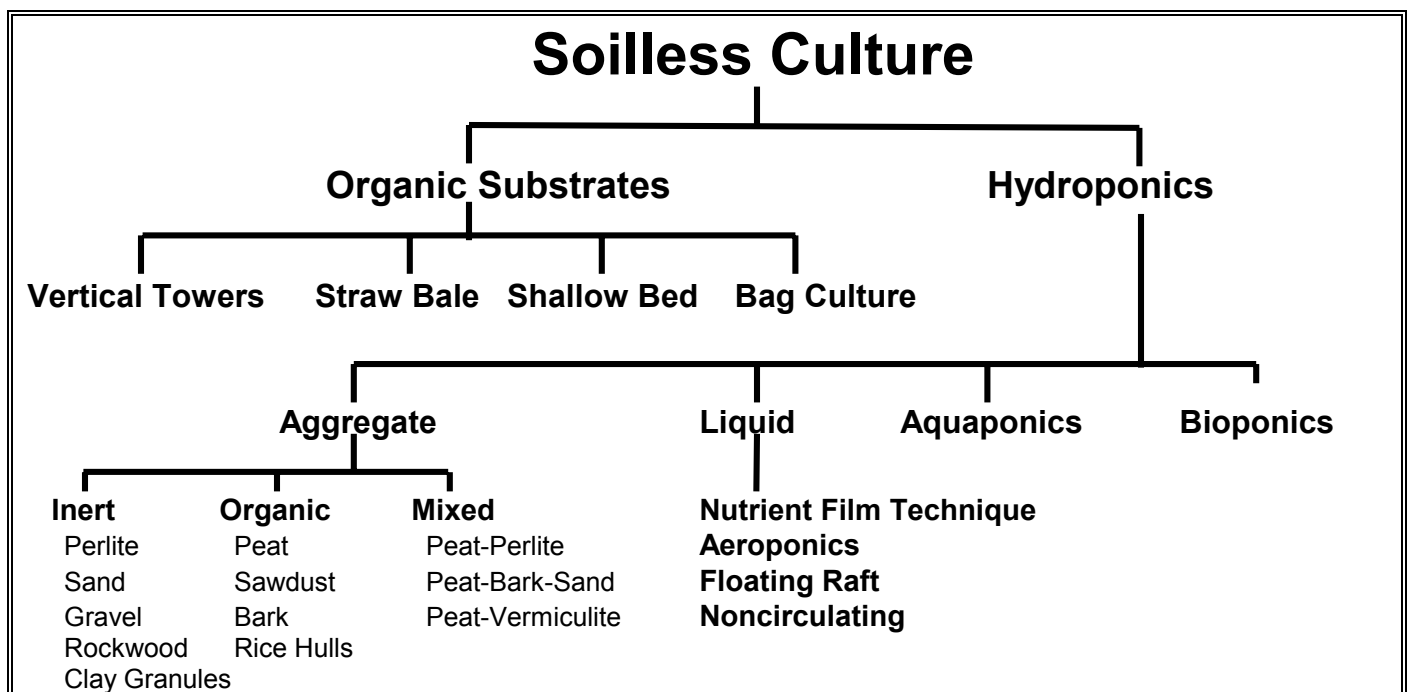 Soilless Culture
Organic Substrates Hydroponics
Vertical Towers Straw Bale Shallow Bed Bag Culture
Aggregate Liquid Aquaponics Bioponics
Inert Organic Mixed Nutrient Film Technique
Perlite Peat Peat-Perlite Aeroponics
Sand Sawdust Peat-Bark-Sand Floating Raft
Gravel Bark Peat-Vermiculite Noncirculating
Rockwood Rice Hulls
Clay Granules